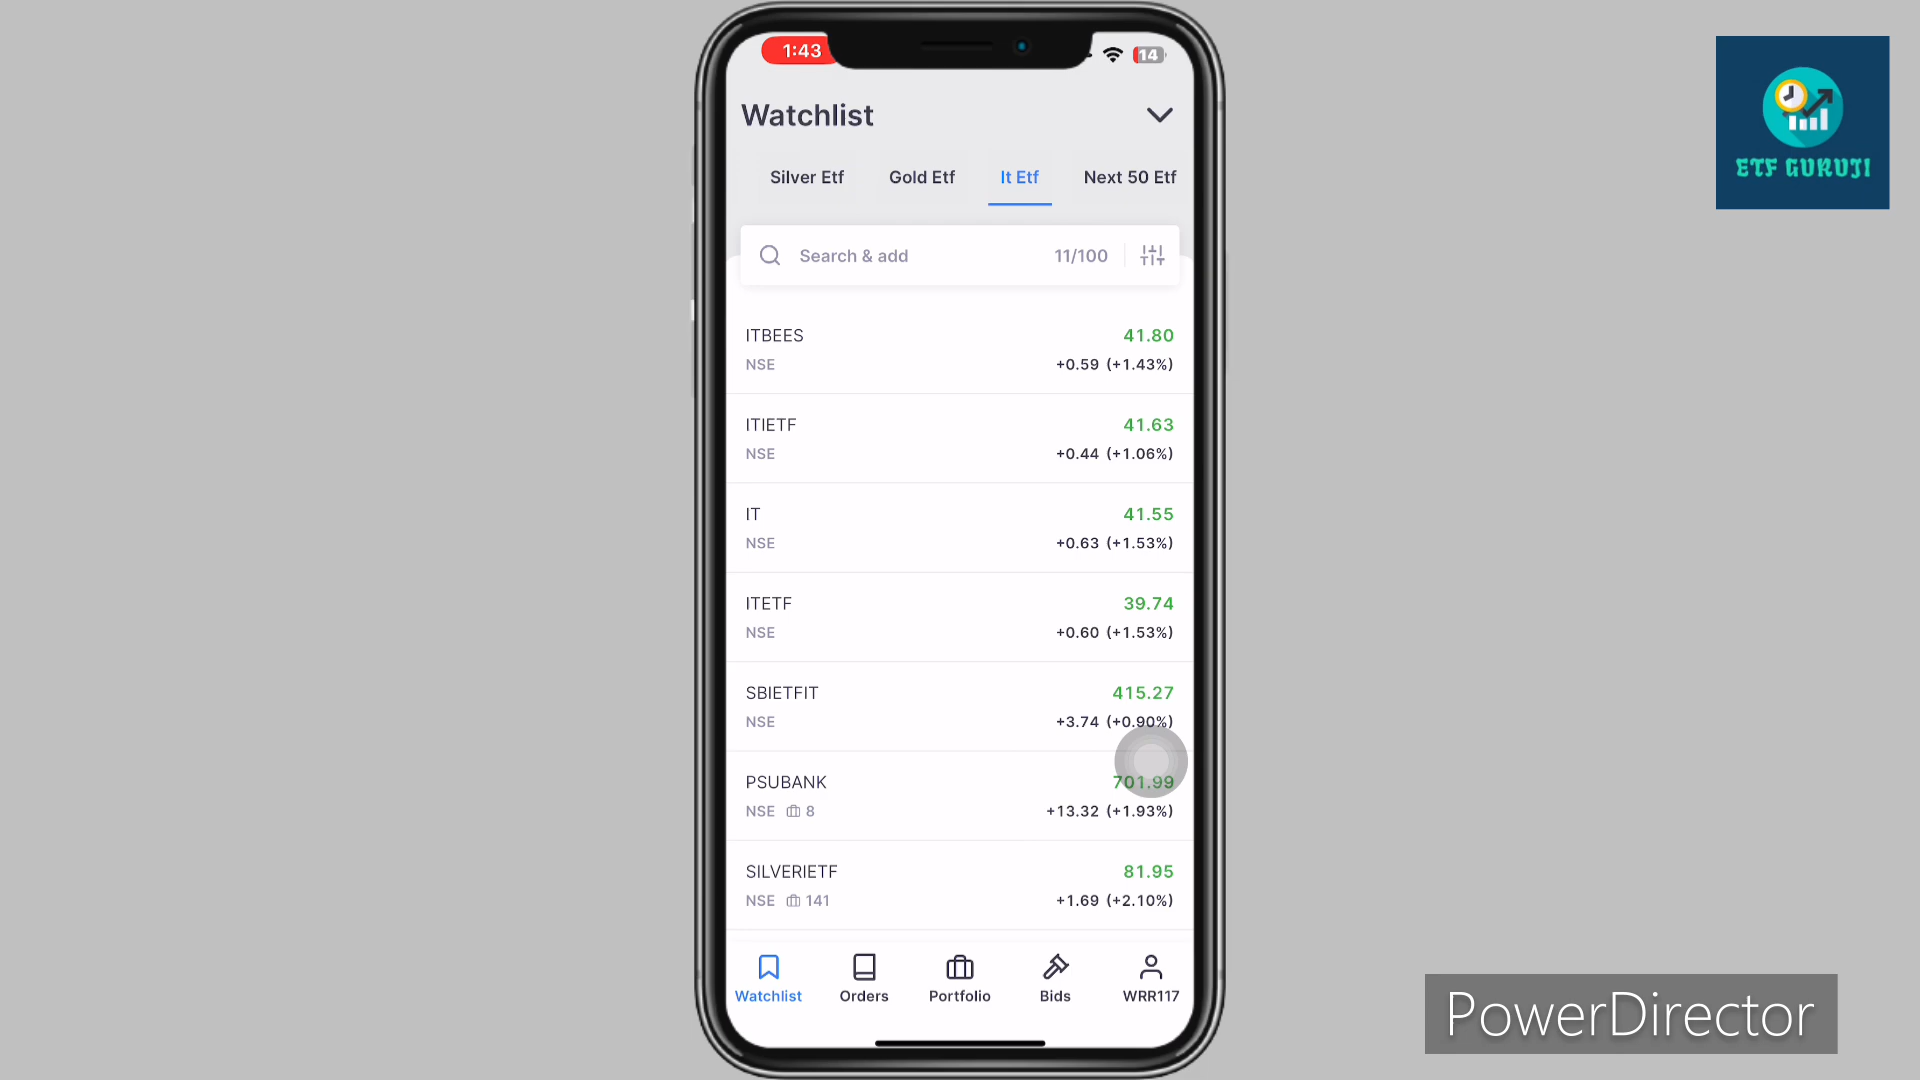 1:43
14
Watchlist
Silver Etf Gold Etf It Etf Next 50 Etf
Search & add 11/100
ITBEES 41.80
NSE +0.59 (+1.43%)
ITIETF 41.63
NSE +0.44 (+1.06%)
IT 41.55
NSE +0.63 (+1.53%)
ITETF 39.74
NSE +0.60 (+1.53%)
SBIETFIT 415.27
NSE +3.74 (+0.90%)
PSUBANK 701.99
NSE 8 +13.32 (+1.93%)
SILVERIETF 81.95
NSE 141 +1.69 (+2.10%)
Watchlist Orders Portfolio Bids WRR117
ETF GURUJI
PowerDirector